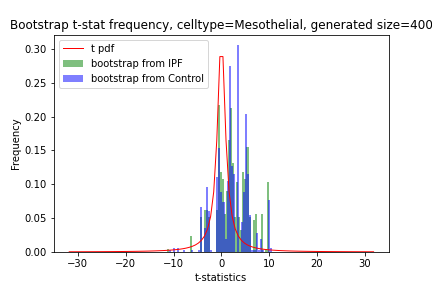 Bootstrap t-stat frequency, celltype=Mesothelial, generated size=400
t pdf
bootstrap from IPF
bootstrap from Control
Frequency
0.30
0.25
0.20
0.15
0.10
0.05
0.00
−30 −20 −10 0 10 20 30
t-statistics